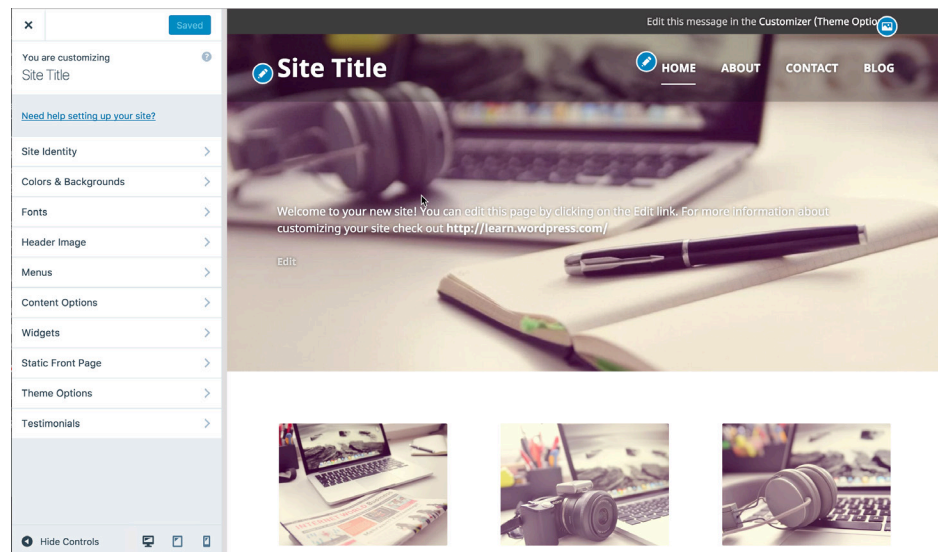 Saved
You are customizing
Site Title
Need help setting up your site?
Site Identity
Colors & Backgrounds
Fonts
Header Image
Menus
Content Options
Widgets
Static Front Page
Theme Options
Testimonials
Hide Controls
Edit this message in the Customizer (Theme Optio
Site Title
HOME ABOUT CONTACT BLOG
Welcome to your new site! You can edit this page by clicking on the Edit link. For more information about
customizing your site check out http://learn.wordpress.com/
Edit